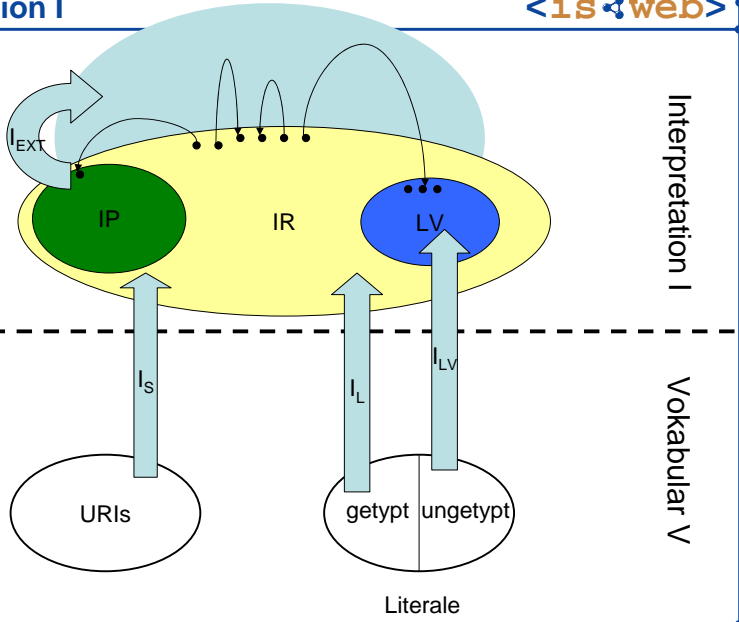 ion I
<is web>
I_EXT
IP
IR
LV
Interpretation I
I_S
I_L
I_LV
Vokabular V
URIs
getypt
ungetypt
Literale